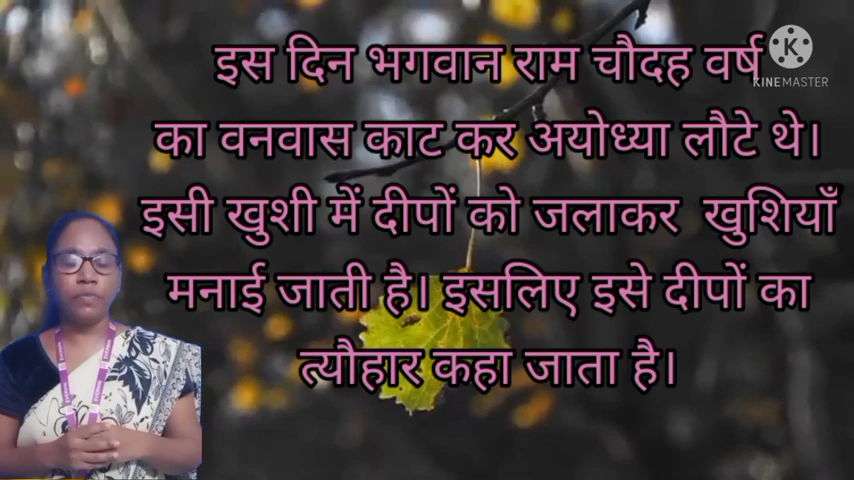 इस दिन भगवान राम चौदह वर्ष
का वनवास काट कर अयोध्या लौटे थे।
इसी खुशी में दीपों को जलाकर खुशियाँ
मनाई जाती है। इसलिए इसे दीपों का
त्यौहार कहा जाता है।
KINEMASTER